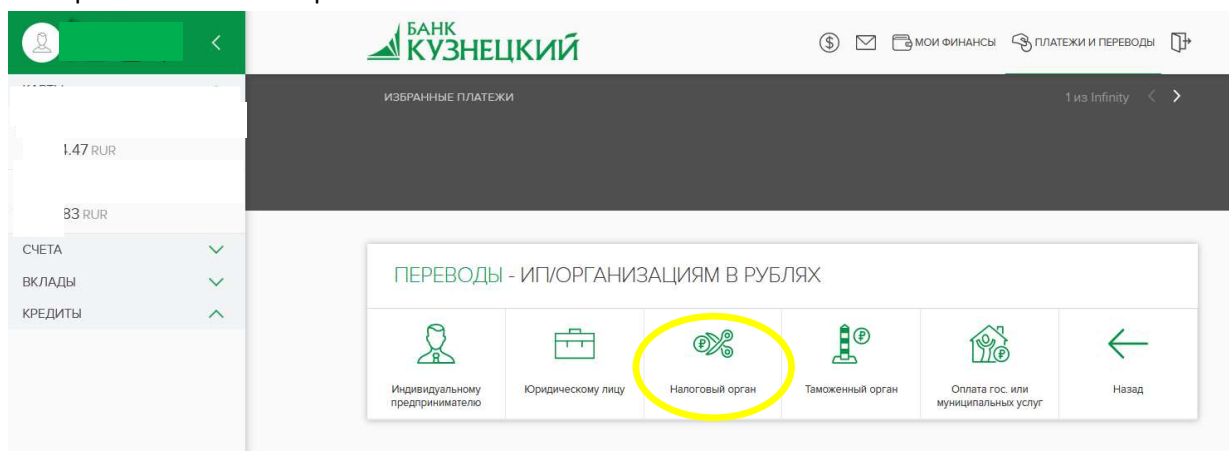 БАНК
КУЗНЕЦКИЙ
МОИ ФИНАНСЫ
ПЛАТЕЖИ И ПЕРЕВОДЫ
ИЗБРАННЫЕ ПЛАТЕЖИ
1 из Infinity
.47 RUR
83 RUR
СЧЕТА
ВКЛАДЫ
КРЕДИТЫ
ПЕРЕВОДЫ - ИП/ОРГАНИЗАЦИЯМ В РУБЛЯХ
Индивидуальному
предпринимателю
Юридическому лицу
Налоговый орган
Таможенный орган
Оплата гос. или
муниципальных услуг
Назад